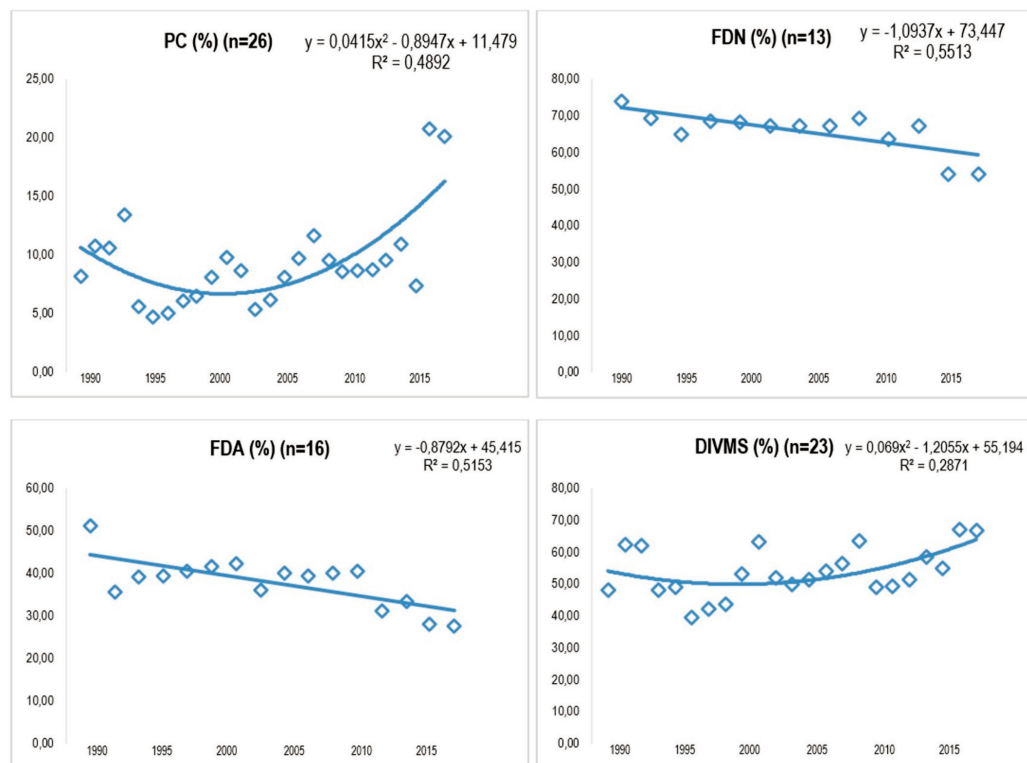 PC (%) (n=26)
y = 0,0415x² - 0,8947x + 11,479
R² = 0,4892
25,00
20,00
15,00
10,00
5,00
0,00
1990 1995 2000 2005 2010 2015
FDN (%) (n=13)
y = -1,0937x + 73,447
R² = 0,5513
80,00
70,00
60,00
50,00
40,00
30,00
20,00
10,00
0,00
1990 1995 2000 2005 2010 2015
FDA (%) (n=16)
y = -0,8792x + 45,415
R² = 0,5153
60,00
50,00
40,00
30,00
20,00
10,00
0,00
1990 1995 2000 2005 2010 2015
DIVMS (%) (n=23)
y = 0,069x² - 1,2055x + 55,194
R² = 0,2871
80,00
70,00
60,00
50,00
40,00
30,00
20,00
10,00
0,00
1990 1995 2000 2005 2010 2015